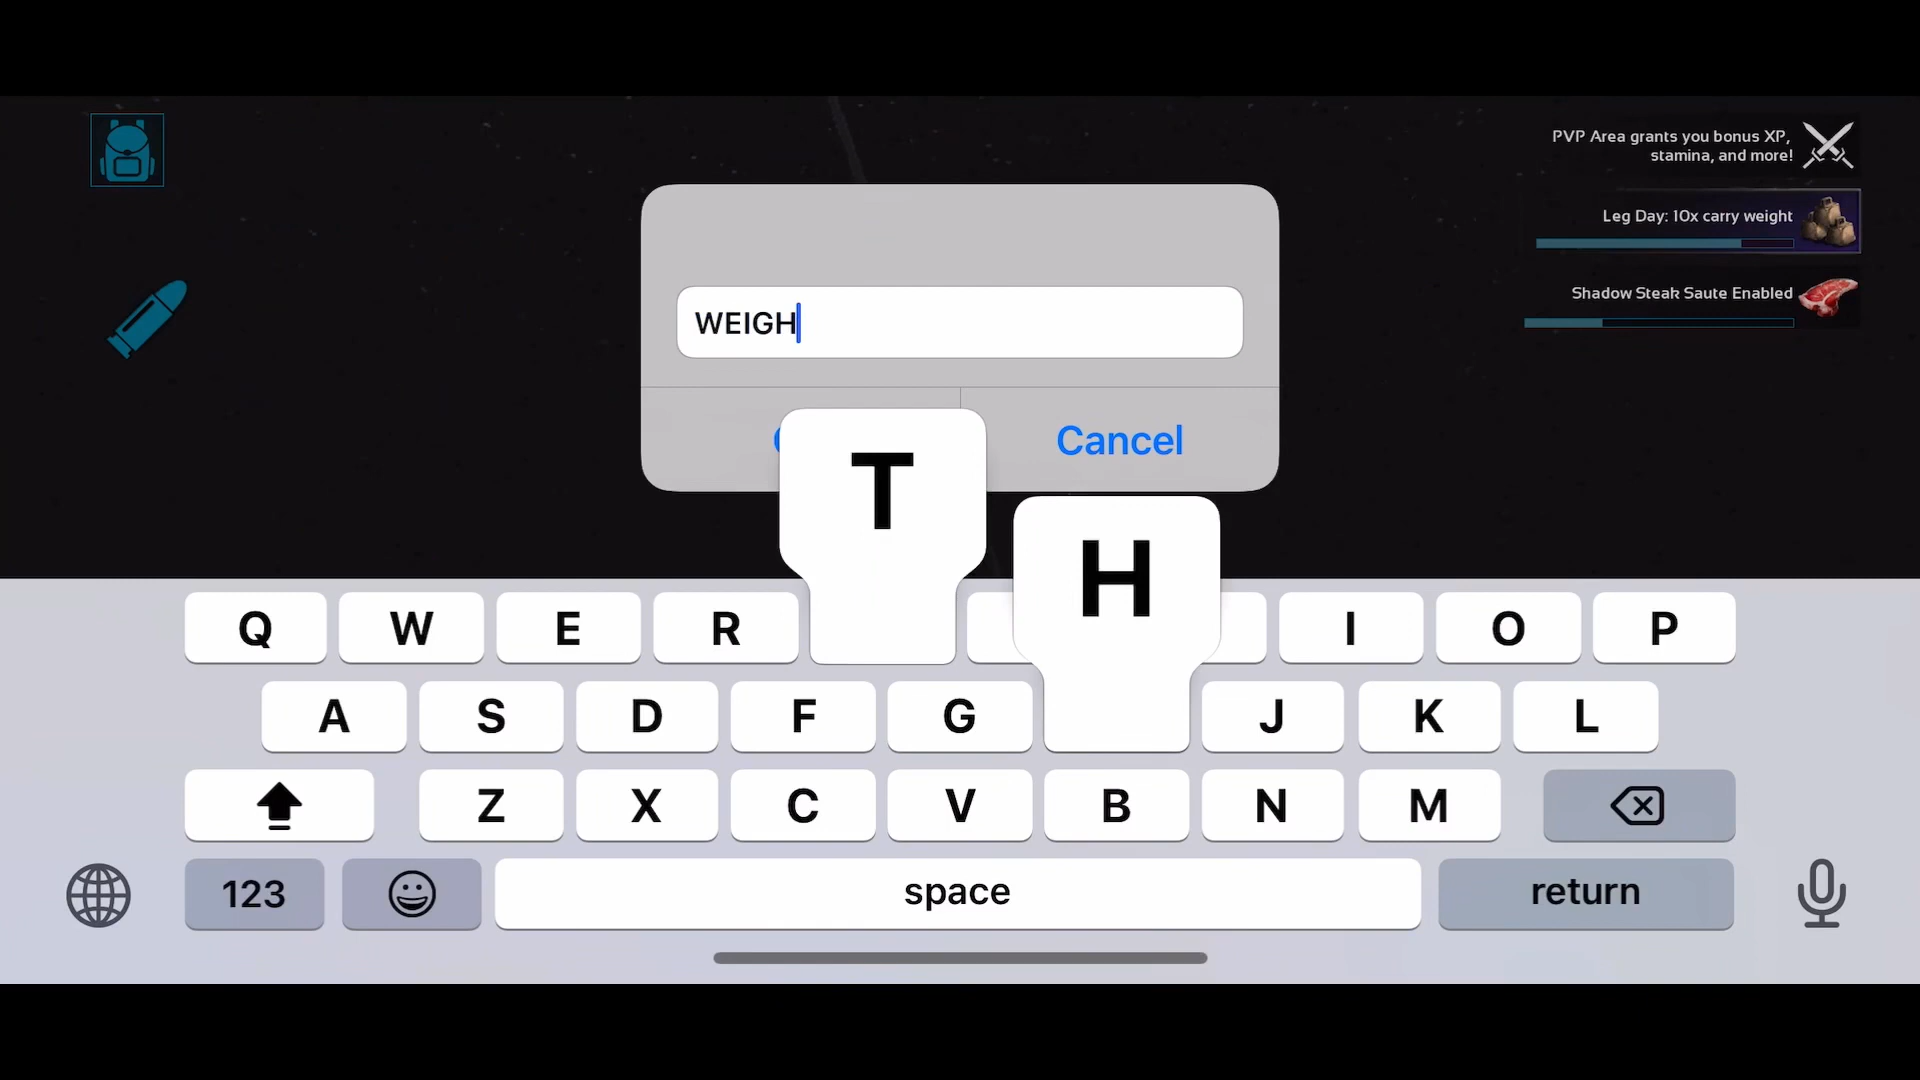 PVP Area grants you bonus XP,
stamina, and more!
Leg Day: 10x carry weight
WEIGH
Shadow Steak Saute Enabled
Cancel
T
H
Q W E R I O P
A S D F G J K L
Z X C V B N M
123 space return